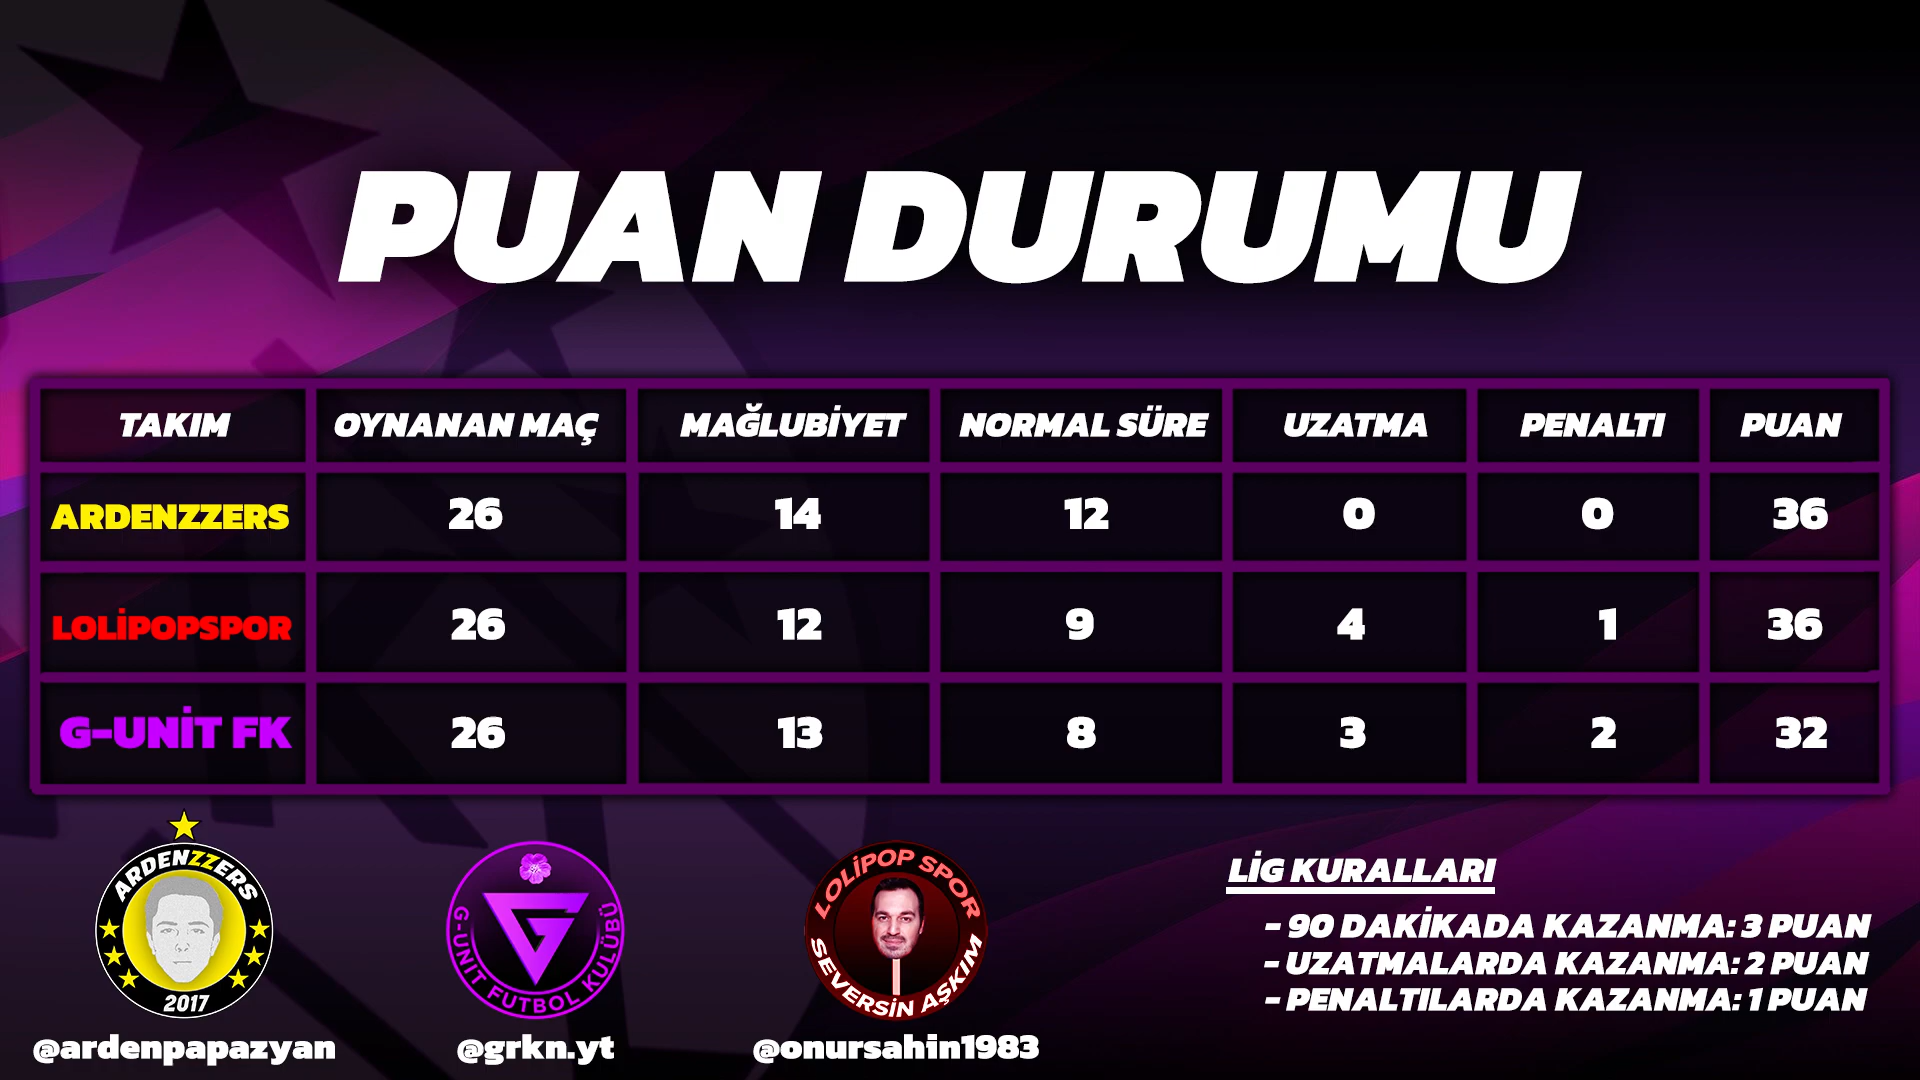 PUAN DURUMU
TAKIM OYNANAN MAÇ MAĞLUBİYET NORMAL SÜRE UZATMA PENALTI PUAN
ARDENZZERS 26 14 12 0 0 36
LOLİPOPSPOR 26 12 9 4 1 36
G-UNİT FK 26 13 8 3 2 32
ARDENZZERS
2017
@ardenpapazyan
G
G-UNIT FUTBOL KULÜBÜ
@grkn.yt
LOLİPOP SPOR
SEVERSİN AŞKIM
@onursahin1983
LİG KURALLARI
- 90 DAKİKADA KAZANMA: 3 PUAN
- UZATMALARDA KAZANMA: 2 PUAN
- PENALTILARDA KAZANMA: 1 PUAN